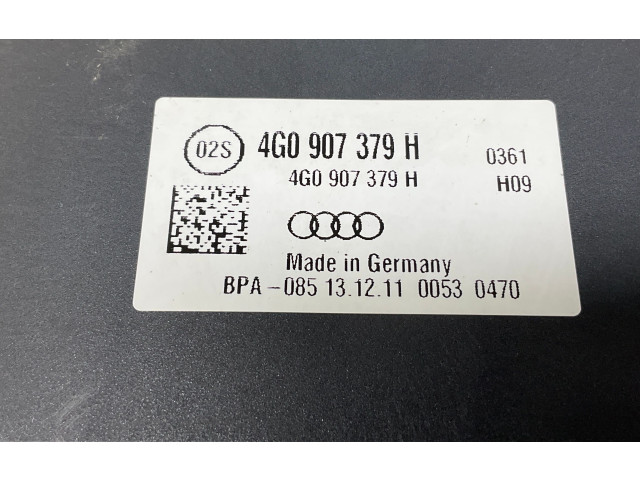 02S 4G0 907 379 H 0361
4G0 907 379 H H09
Made in Germany
BPA -085 13.12.11 0053 0470